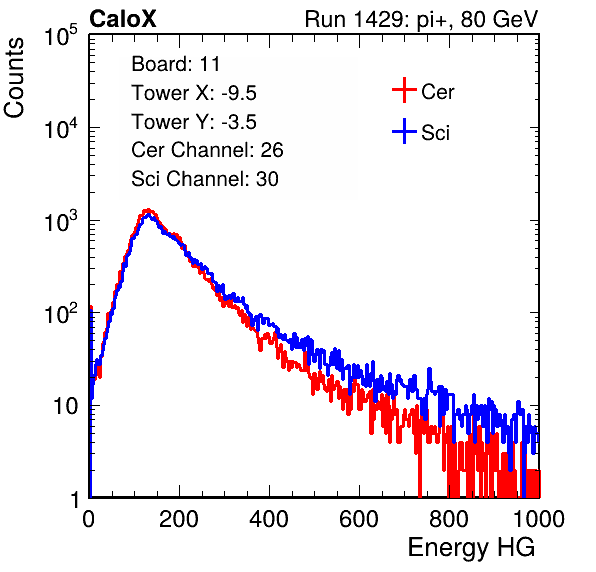 CaloX Run 1429: pi+, 80 GeV
Counts
10^5
10^4
10^3
10^2
10
1
Board: 11
Tower X: -9.5
Tower Y: -3.5
Cer Channel: 26
Sci Channel: 30
Cer
Sci
0 200 400 600 800 1000
Energy HG